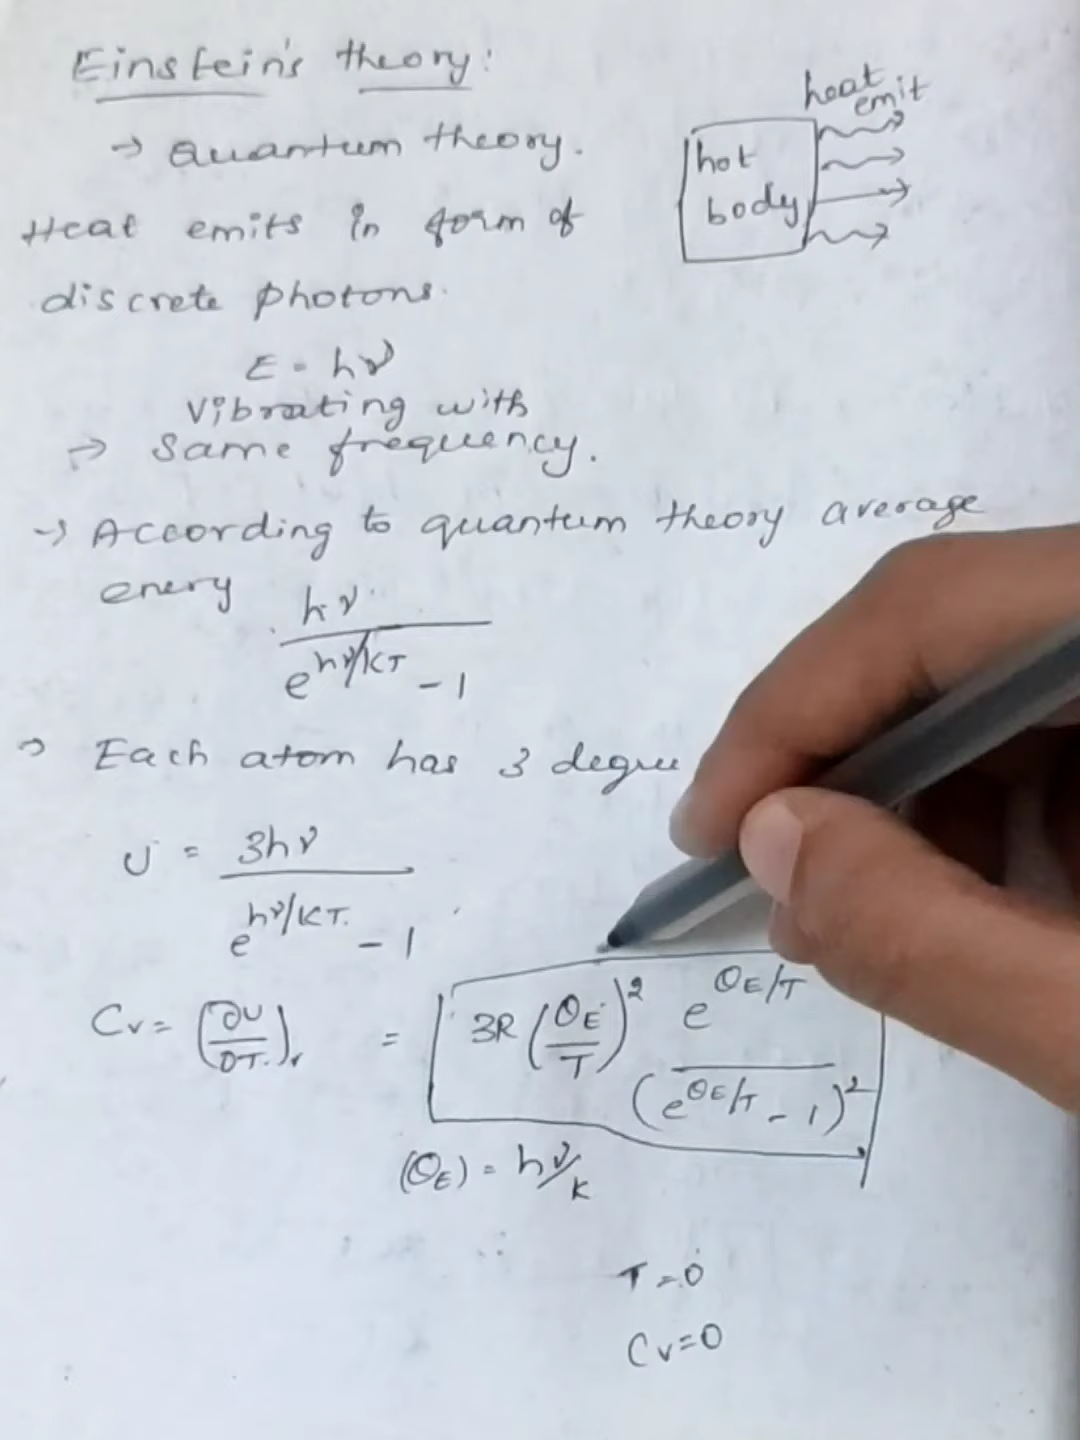 Einstein's theory:
→ Quantum theory.
Heat emits in form of
discrete photons.
heat
emit
hot
body
E = hν
Vibrating with
→ Same frequency.
→ According to quantum theory average
enery
hν
e^hν/KT - 1
→ Each atom has 3 degree
U = 3hν
e^hν/KT - 1
Cv = (∂U/∂T)v = 3R (θE/T)^2 e^θE/T
(e^θE/T - 1)^2
(θE) = hν/K
T = 0
Cv = 0